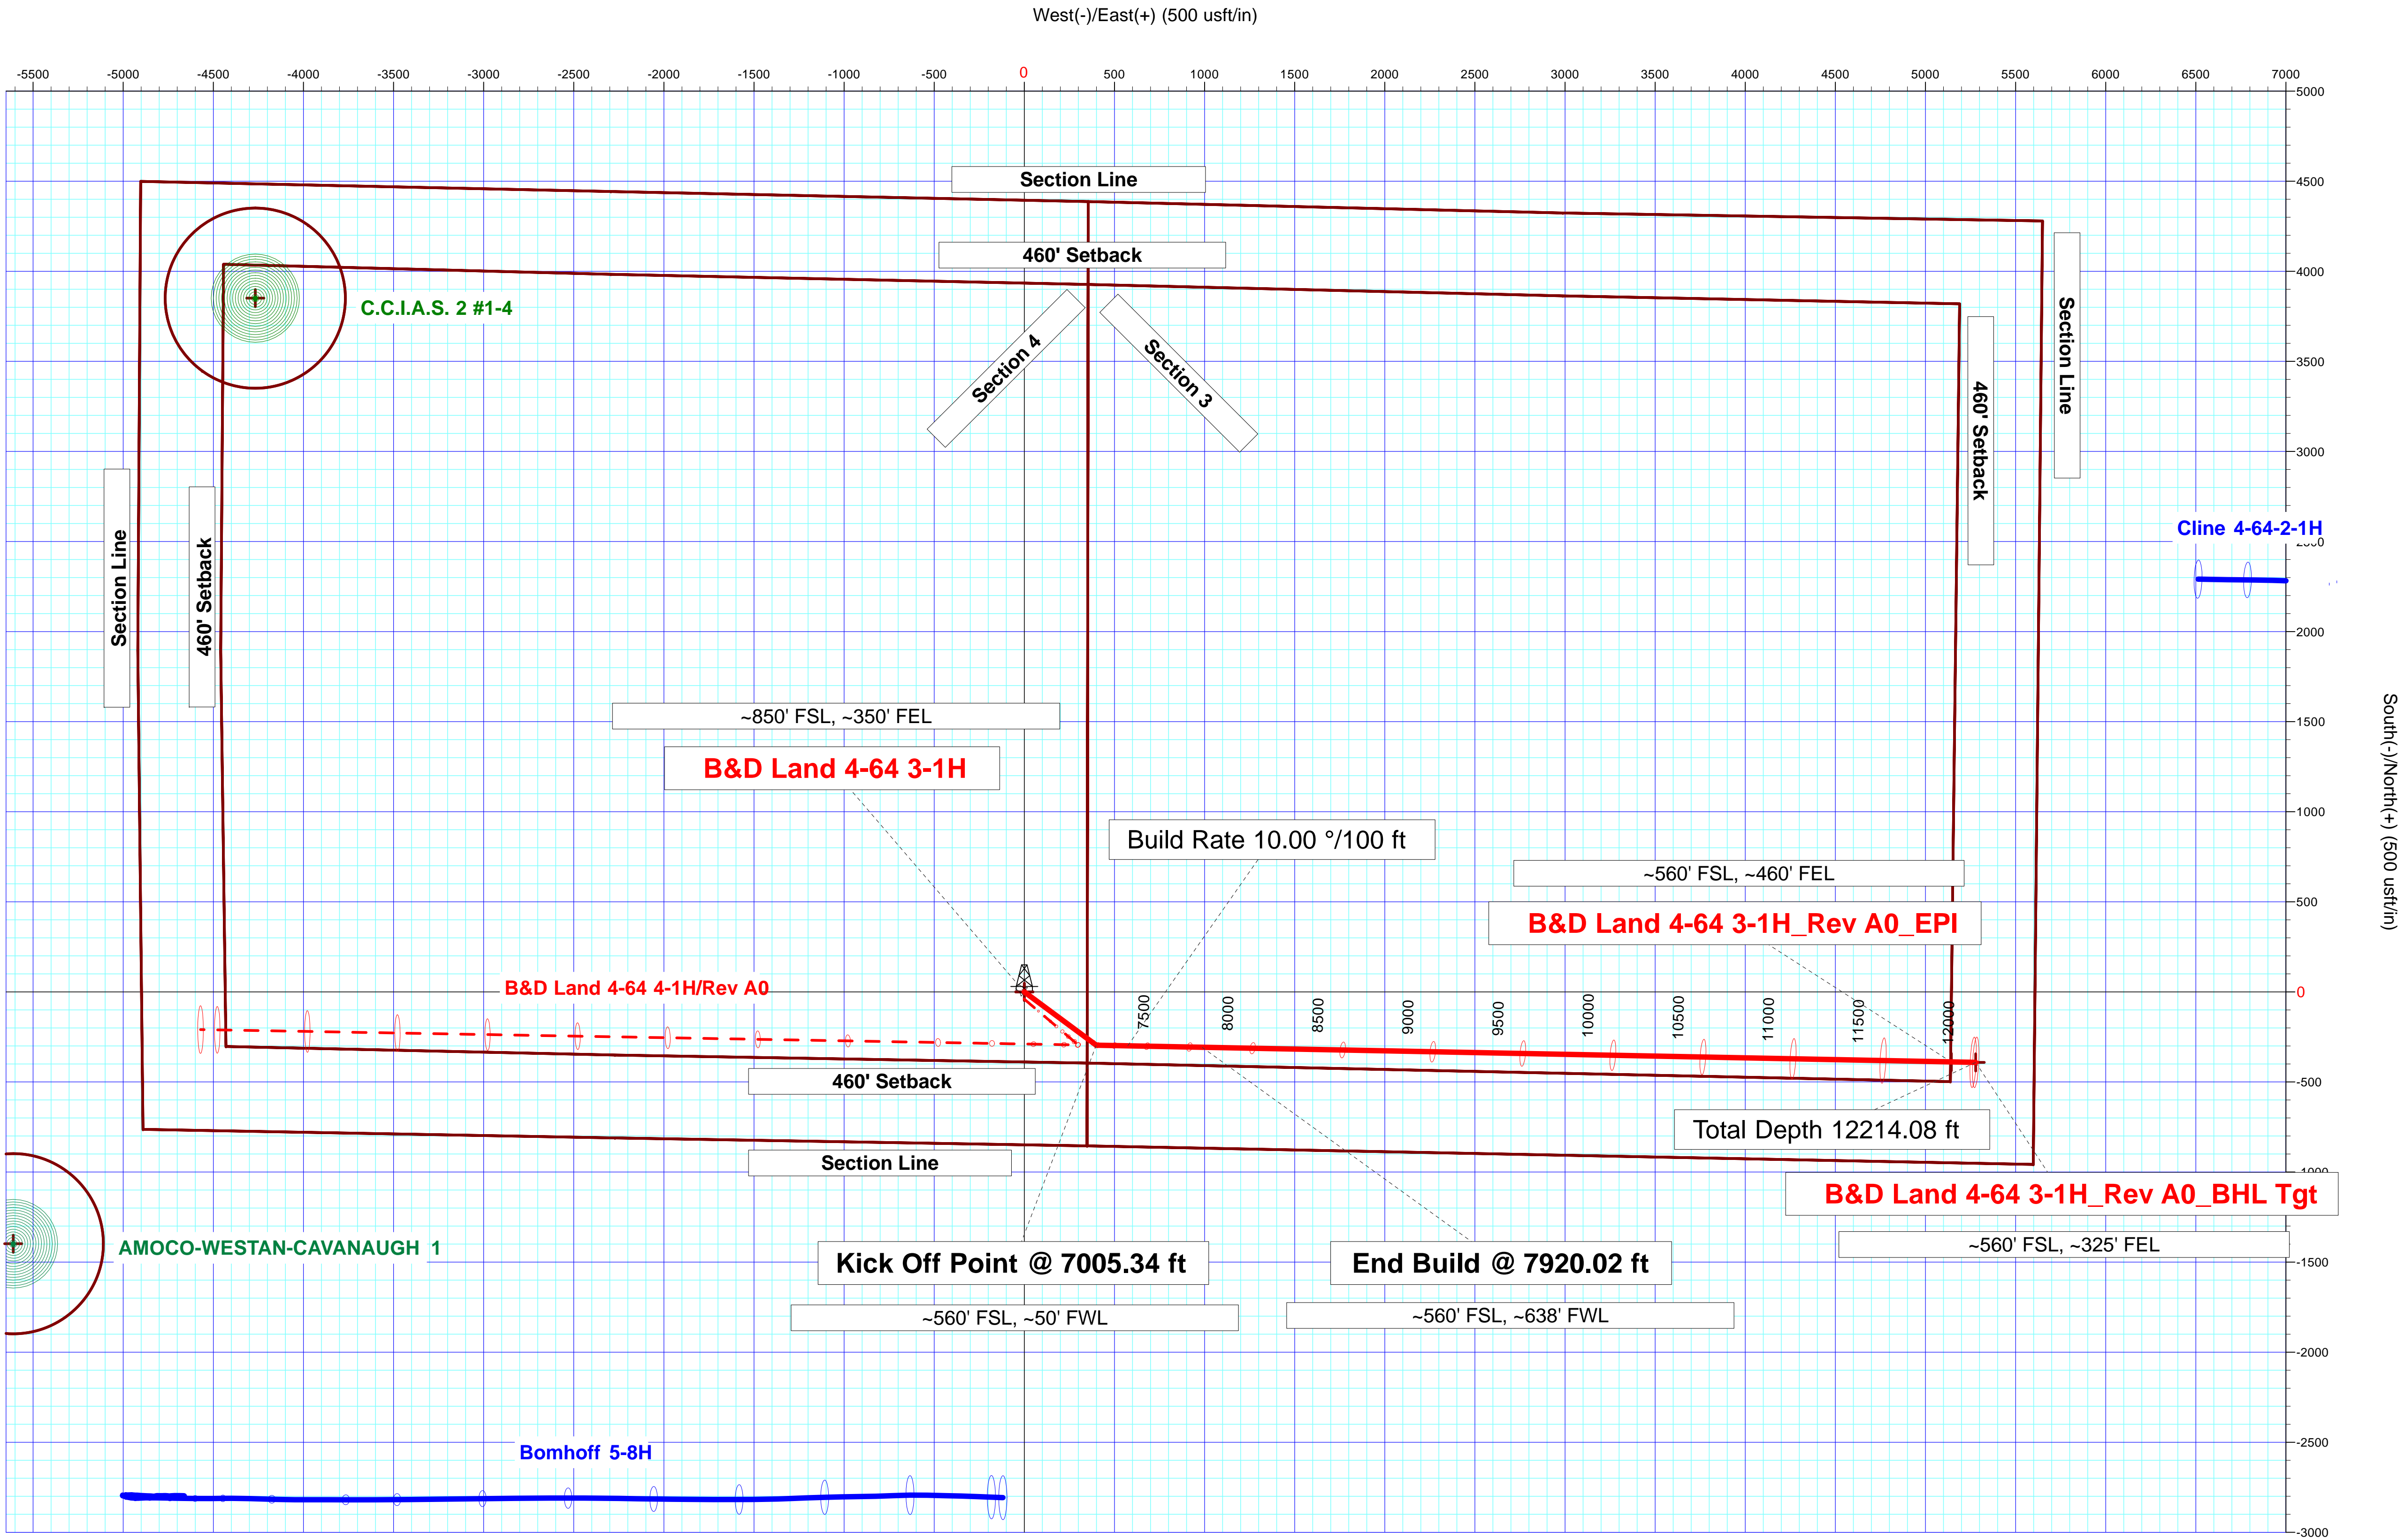 West(-)/East(+) (500 usft/in)
-5500 -5000 -4500 -4000 -3500 -3000 -2500 -2000 -1500 -1000 -500 0 500 1000 1500 2000 2500 3000 3500 4000 4500 5000 5500 6000 6500 7000
5000
4500
4000
3500
3000
2500
2000
1500
1000
500
0
-500
-1000
-1500
-2000
-2500
-3000
South(-)/North(+) (500 usft/in)
Section Line
460' Setback
C.C.I.A.S. 2 #1-4
Section 4
Section 3
Section Line
460' Setback
Section Line
460' Setback
Cline 4-64-2-1H
~850' FSL, ~350' FEL
B&D Land 4-64 3-1H
Build Rate 10.00 °/100 ft
~560' FSL, ~460' FEL
B&D Land 4-64 3-1H_Rev A0_EPI
B&D Land 4-64 4-1H/Rev A0
7500
8000
8500
9000
9500
10000
10500
11000
11500
12000
460' Setback
Total Depth 12214.08 ft
Section Line
B&D Land 4-64 3-1H_Rev A0_BHL Tgt
~560' FSL, ~325' FEL
AMOCO-WESTAN-CAVANAUGH 1
Kick Off Point @ 7005.34 ft
End Build @ 7920.02 ft
~560' FSL, ~50' FWL
~560' FSL, ~638' FWL
Bomhoff 5-8H